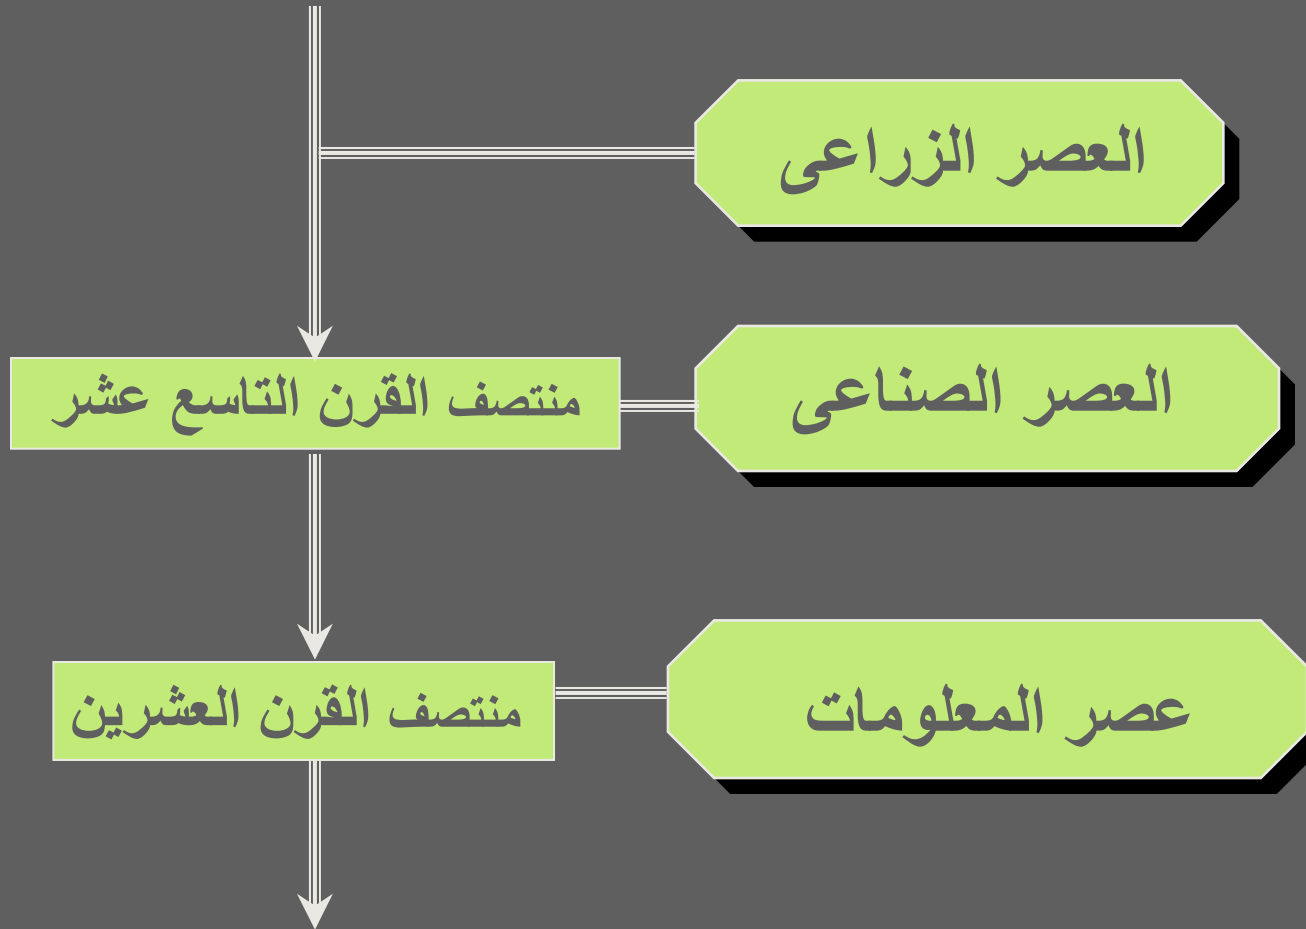 العصر الزراعى
العصر الصناعى
منتصف القرن التاسع عشر
عصر المعلومات
منتصف القرن العشرين